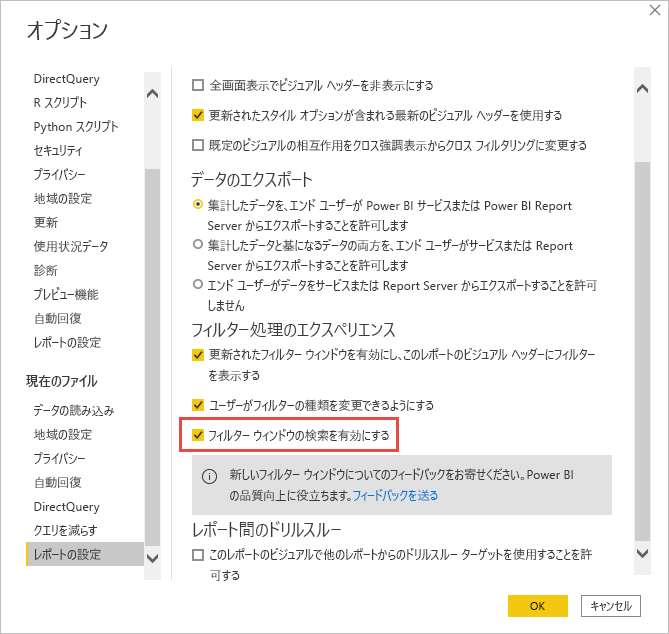 オプション
DirectQuery
R スクリプト
Python スクリプト
セキュリティ
プライバシー
地域の設定
更新
使用状況データ
診断
プレビュー機能
自動回復
レポートの設定
現在のファイル
データの読み込み
地域の設定
プライバシー
自動回復
DirectQuery
クエリを減らす
レポートの設定
全画面表示でビジュアル ヘッダーを非表示にする
更新されたスタイル オプションが含まれる最新のビジュアル ヘッダーを使用する
既定のビジュアルの相互作用をクロス強調表示からクロス フィルタリングに変更する
データのエクスポート
集計したデータを、エンド ユーザーが Power BI サービスまたは Power BI Report
Server からエクスポートすることを許可します
集計したデータと基になるデータの両方を、エンド ユーザーがサービスまたは Report
Server からエクスポートすることを許可します
エンド ユーザーがデータをサービスまたは Report Server からエクスポートすることを許可
しません
フィルター処理のエクスペリエンス
更新されたフィルター ウィンドウを有効にし、このレポートのビジュアル ヘッダーにフィルター
を表示する
ユーザーがフィルターの種類を変更できるようにする
フィルター ウィンドウの検索を有効にする
新しいフィルター ウィンドウについてのフィードバックをお寄せください。Power BI
の品質向上に役立ちます。フィードバックを送る
レポート間のドリルスルー
このレポートのビジュアルで他のレポートからのドリルスルー ターゲットを使用することを許
可する
OK
キャンセル